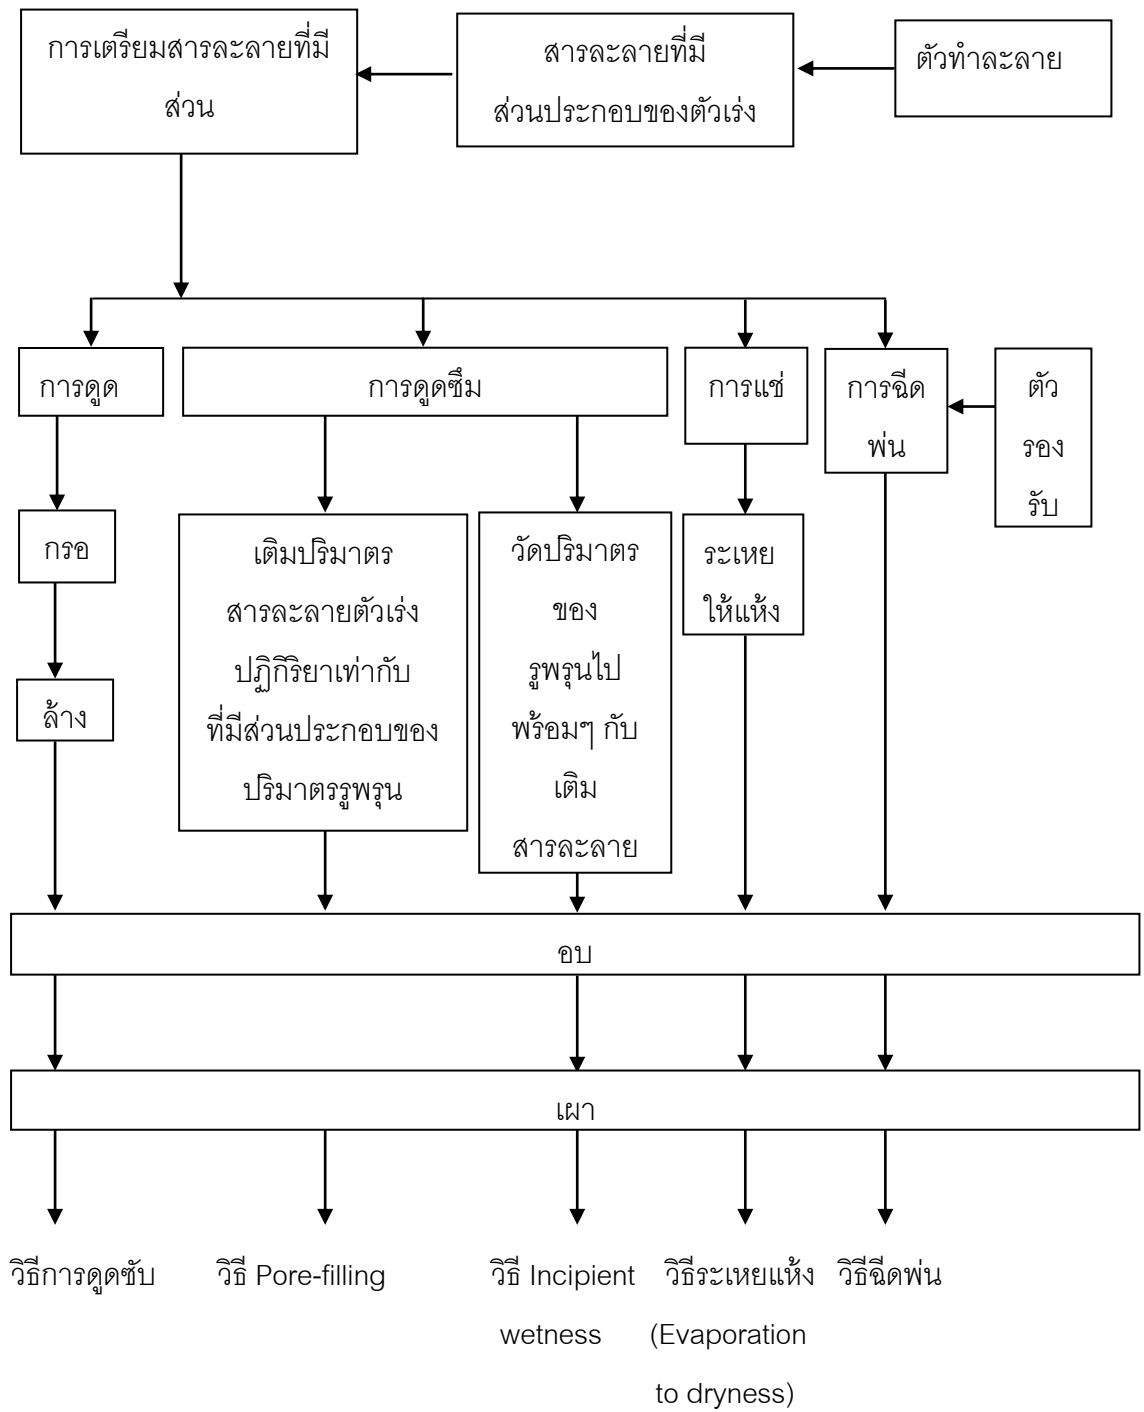 การเตรียมสารละลายที่มี
ส่วน
สารละลายที่มี
ส่วนประกอบของตัวเร่ง
ตัวทำละลาย
การดูด
การดูดซึม
การแช่
การฉีด
พ่น
ตัว
รอง
รับ
กรอ
ล้าง
เติมปริมาตร
สารละลายตัวเร่ง
ปฏิกิริยาเท่ากับ
ที่มีส่วนประกอบของ
ปริมาตรรูพรุน
วัดปริมาตร
ของ
รูพรุนไป
พร้อมๆ กับ
เติม
สารละลาย
ระเหย
ให้แห้ง
อบ
เผา
วิธีการดูดซับ
วิธี Pore-filling
วิธี Incipient
wetness
วิธีระเหยแห้ง
(Evaporation
to dryness)
วิธีฉีดพ่น